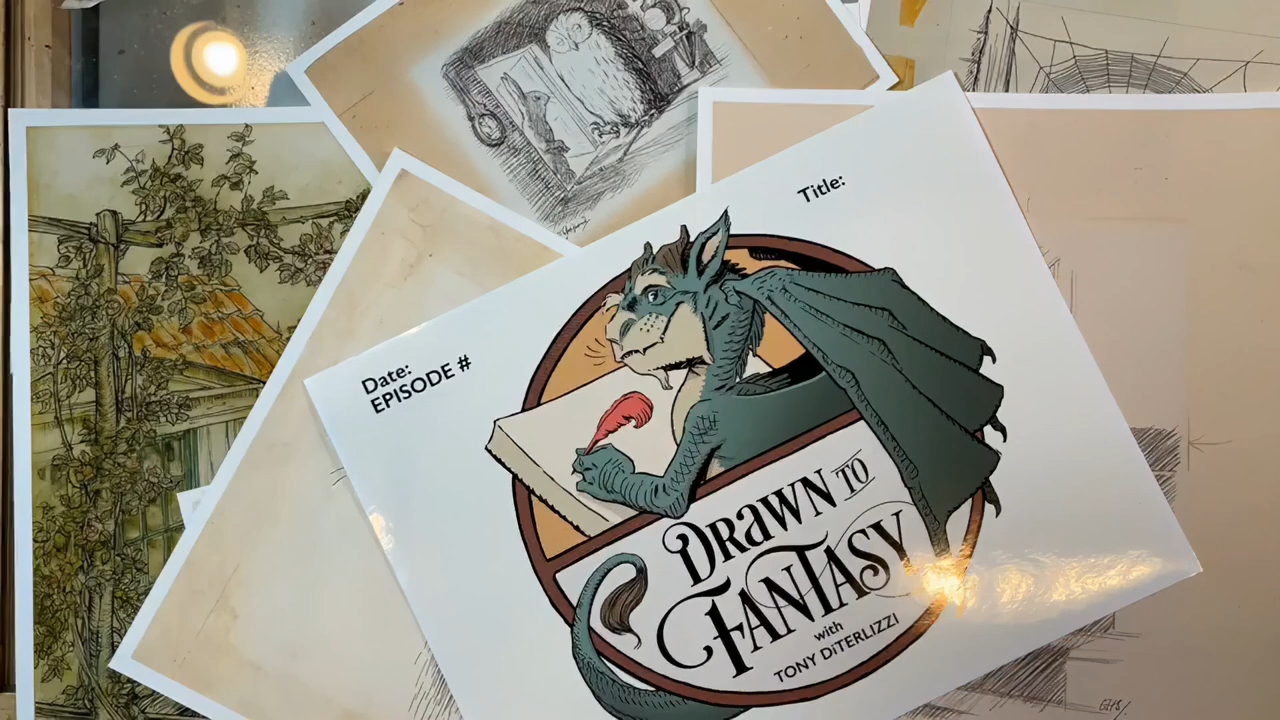 Title:
Date:
EPISODE #
DRAWN TO
FANTASY
with
TONY DiTERLIZZI